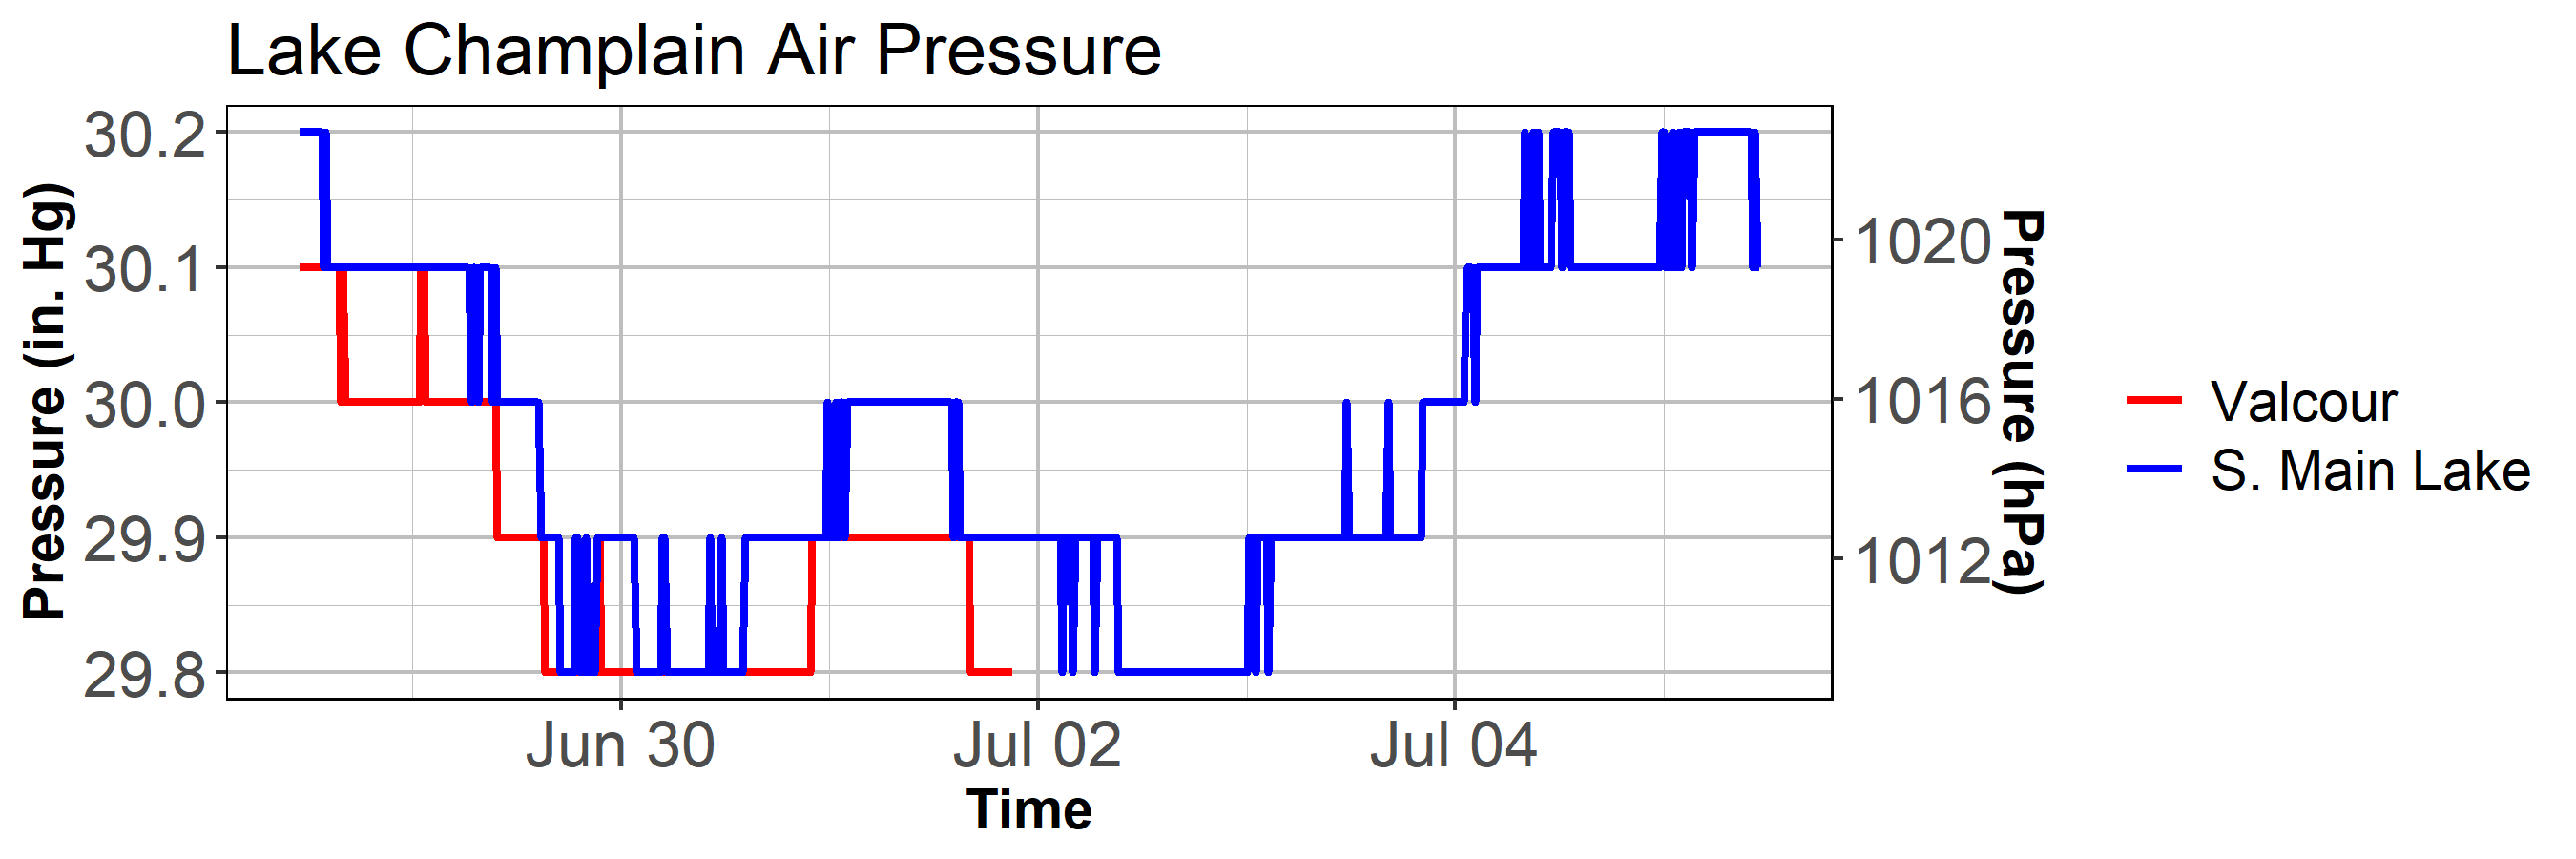 Lake Champlain Air Pressure
Pressure (in. Hg)
30.2
30.1
30.0
29.9
29.8
1020
1016
1012
Pressure (hPa)
Valcour
S. Main Lake
Jun 30
Jul 02
Jul 04
Time